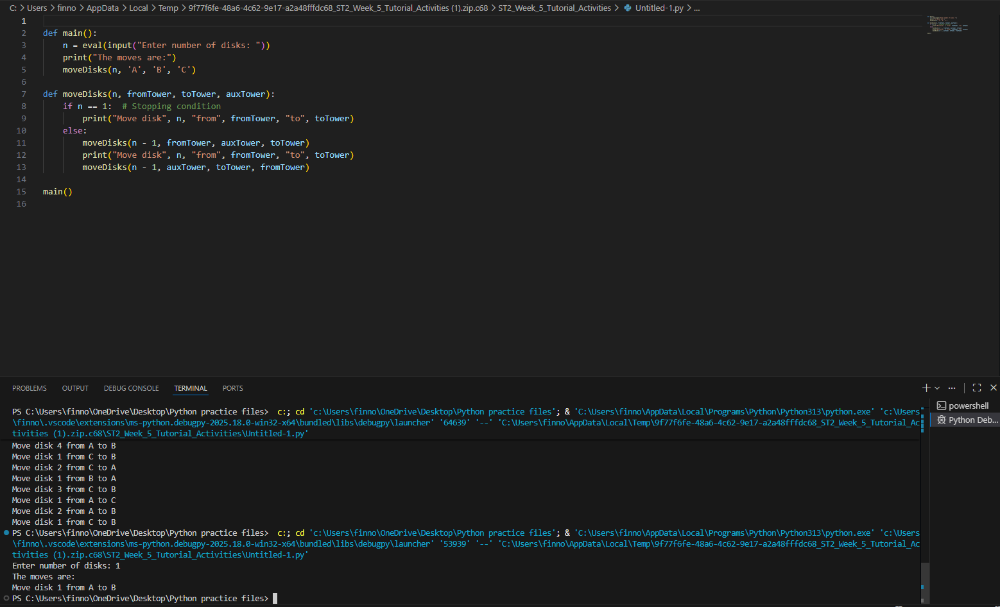 C: > Users > finno > AppData > Local > Temp > 9f77f6fe-48a6-4c62-9e17-a2a48fffdc68_ST2_Week_5_Tutorial_Activities (1).zip.c68 > ST2_Week_5_Tutorial_Activities > Untitled-1.py > ...
1
2 def main():
3     n = eval(input("Enter number of disks: "))
4     print("The moves are:")
5     moveDisks(n, 'A', 'B', 'C')
6
7 def moveDisks(n, fromTower, toTower, auxTower):
8     if n == 1:  # Stopping condition
9         print("Move disk", n, "from", fromTower, "to", toTower)
10     else:
11         moveDisks(n - 1, fromTower, auxTower, toTower)
12         print("Move disk", n, "from", fromTower, "to", toTower)
13         moveDisks(n - 1, auxTower, toTower, fromTower)
14
15 main()
16
PROBLEMS OUTPUT DEBUG CONSOLE TERMINAL PORTS
powershell
Python Deb...
PS C:\Users\finno\OneDrive\Desktop\Python practice files>  c:; cd 'c:\Users\finno\OneDrive\Desktop\Python practice files'; & 'C:\Users\finno\AppData\Local\Programs\Python\Python313\python.exe' 'c:\Users
\finno\.vscode\extensions\ms-python.debugpy-2025.18.0-win32-x64\bundled\libs\debugpy\launcher' '64639' '--' 'C:\Users\finno\AppData\Local\Temp\9f77f6fe-48a6-4c62-9e17-a2a48fffdc68_ST2_Week_5_Tutorial_Ac
tivities (1).zip.c68\ST2_Week_5_Tutorial_Activities\Untitled-1.py'
Move disk 4 from A to B
Move disk 1 from C to B
Move disk 2 from C to A
Move disk 1 from B to A
Move disk 3 from C to B
Move disk 1 from A to C
Move disk 2 from A to B
Move disk 1 from C to B
PS C:\Users\finno\OneDrive\Desktop\Python practice files>  c:; cd 'c:\Users\finno\OneDrive\Desktop\Python practice files'; & 'C:\Users\finno\AppData\Local\Programs\Python\Python313\python.exe' 'c:\Users
\finno\.vscode\extensions\ms-python.debugpy-2025.18.0-win32-x64\bundled\libs\debugpy\launcher' '53939' '--' 'C:\Users\finno\AppData\Local\Temp\9f77f6fe-48a6-4c62-9e17-a2a48fffdc68_ST2_Week_5_Tutorial_Ac
tivities (1).zip.c68\ST2_Week_5_Tutorial_Activities\Untitled-1.py'
Enter number of disks: 1
The moves are:
Move disk 1 from A to B
PS C:\Users\finno\OneDrive\Desktop\Python practice files>